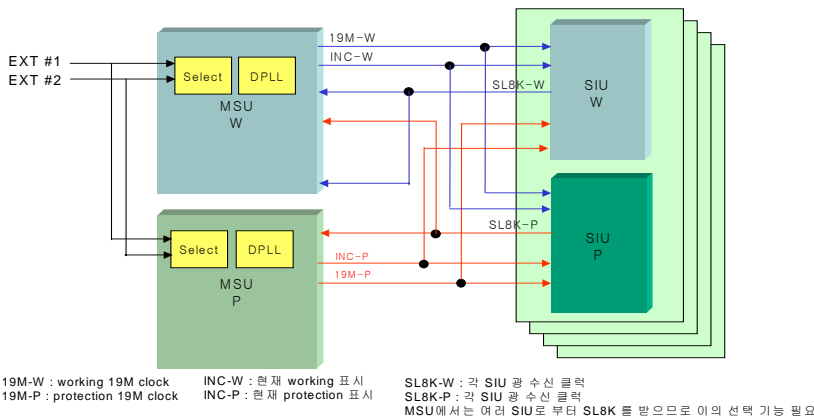 19M-W
INC-W
EXT #1
EXT #2
Select
DPLL
MSU
W
SL8K-W
SIU
W
SL8K-P
SIU
P
Select
DPLL
MSU
P
INC-P
19M-P
19M-W : working 19M clock
19M-P : protection 19M clock
INC-W : 현재 working 표시
INC-P : 현재 protection 표시
SL8K-W : 각 SIU 광 수신 클럭
SL8K-P : 각 SIU 광 수신 클럭
MSU에서는 여러 SIU로 부터 SL8K 를 받으므로 이의 선택 기능 필요